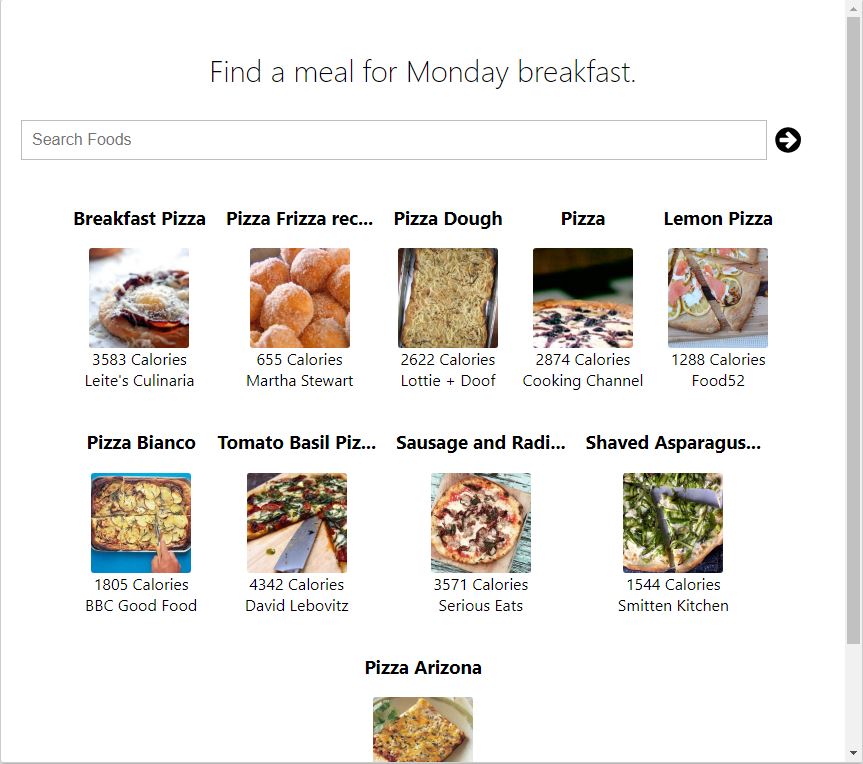 Find a meal for Monday breakfast.
Search Foods
Breakfast Pizza
3583 Calories
Leite's Culinaria
Pizza Frizza rec...
655 Calories
Martha Stewart
Pizza Dough
2622 Calories
Lottie + Doof
Pizza
2874 Calories
Cooking Channel
Lemon Pizza
1288 Calories
Food52
Pizza Bianco
1805 Calories
BBC Good Food
Tomato Basil Piz...
4342 Calories
David Lebovitz
Sausage and Radi...
3571 Calories
Serious Eats
Shaved Asparagus...
1544 Calories
Smitten Kitchen
Pizza Arizona